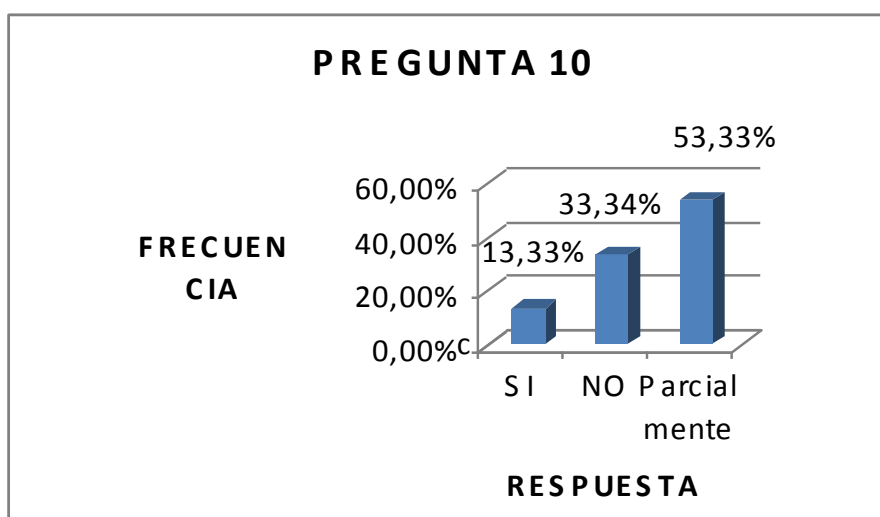 PREGUNTA 10
53,33%
60,00%
33,34%
40,00%
13,33%
20,00%
0,00%
c
FRECUEN
CIA
SI NO Parcial
mente
RESPUESTA